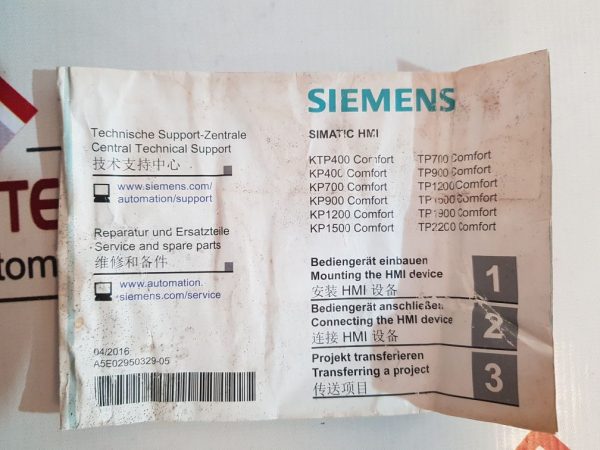 SIEMENS
Technische Support-Zentrale
Central Technical Support
技术支持中心
www.siemens.com/
automation/support
Reparatur und Ersatzteile
Service and spare parts
维修和备件
www.automation.
siemens.com/service
04/2016
A5E02950329-05
SIMATIC HMI
KTP400 Comfort
KP400 Comfort
KP700 Comfort
KP900 Comfort
KP1200 Comfort
KP1500 Comfort
TP700 Comfort
TP900 Comfort
TP1200 Comfort
TP1500 Comfort
TP1900 Comfort
TP2200 Comfort
Bediengerät einbauen
Mounting the HMI device
安装 HMI 设备
1
Bediengerät anschließen
Connecting the HMI device
连接 HMI 设备
2
Projekt transferieren
Transferring a project
传送项目
3
TE
tom